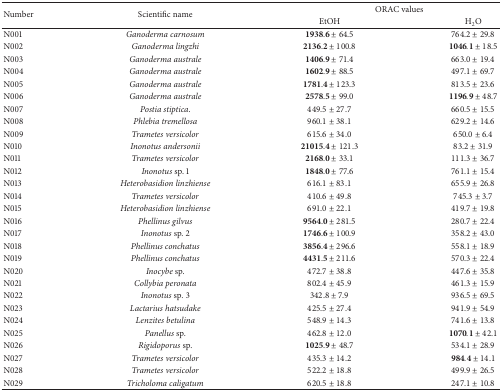 Number Scientific name ORAC values
EtOH H₂O
N001 Ganoderma carnosum 1938.6 ± 64.5 764.2 ± 29.8
N002 Ganoderma lingzhi 2136.2 ± 100.8 1046.1 ± 18.5
N003 Ganoderma australe 1406.9 ± 71.4 663.0 ± 19.4
N004 Ganoderma australe 1602.9 ± 88.5 497.1 ± 69.7
N005 Ganoderma australe 1781.4 ± 123.3 813.5 ± 23.6
N006 Ganoderma australe 2578.5 ± 99.0 1196.9 ± 48.7
N007 Postia stiptica. 449.5 ± 27.7 660.5 ± 15.5
N008 Phlebia tremellosa 960.1 ± 38.1 629.2 ± 14.6
N009 Trametes versicolor 615.6 ± 34.0 650.0 ± 6.4
N010 Inonotus andersonii 21015.4 ± 121.3 83.2 ± 31.9
N011 Trametes versicolor 2168.0 ± 33.1 111.3 ± 36.7
N012 Inonotus sp. 1 1848.0 ± 77.6 761.1 ± 15.4
N013 Heterobasidion linzhiense 616.1 ± 83.1 655.9 ± 26.8
N014 Trametes versicolor 410.6 ± 49.8 745.3 ± 3.7
N015 Heterobasidion linzhiense 691.0 ± 22.1 419.7 ± 19.8
N016 Phellinus gilvus 9564.0 ± 281.5 280.7 ± 22.4
N017 Inonotus sp. 2 1746.6 ± 100.9 358.2 ± 43.0
N018 Phellinus conchatus 3856.4 ± 296.6 558.1 ± 18.9
N019 Phellinus conchatus 4431.5 ± 211.6 570.3 ± 22.4
N020 Inocybe sp. 472.7 ± 38.8 447.6 ± 35.8
N021 Collybia peronata 802.4 ± 45.9 461.3 ± 15.9
N022 Inonotus sp. 3 342.8 ± 7.9 936.5 ± 69.5
N023 Lactarius hatsudake 425.5 ± 27.4 941.9 ± 54.9
N024 Lenzites betulina 548.9 ± 14.3 741.6 ± 13.8
N025 Panellus sp. 462.8 ± 12.0 1070.1 ± 42.1
N026 Rigidoporus sp. 1025.9 ± 48.7 534.1 ± 28.9
N027 Trametes versicolor 435.3 ± 14.2 984.4 ± 14.1
N028 Trametes versicolor 522.2 ± 18.8 499.9 ± 26.5
N029 Tricholoma caligatum 620.5 ± 18.8 247.1 ± 10.8